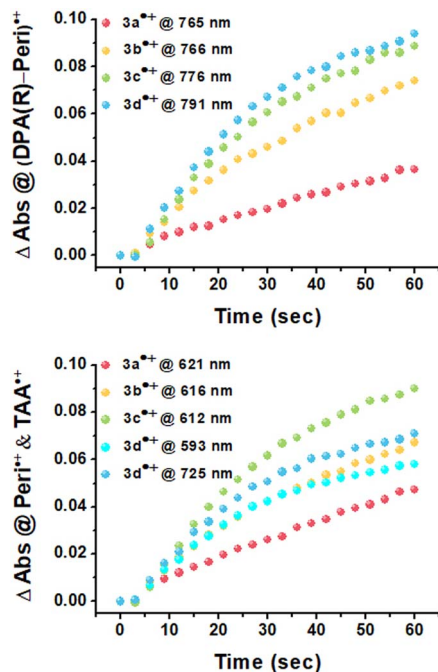 Δ Abs @ (DPA(R)–Peri)•+
0.10
0.08
0.06
0.04
0.02
0.00
3a•+ @ 765 nm
3b•+ @ 766 nm
3c•+ @ 776 nm
3d•+ @ 791 nm
0 10 20 30 40 50 60
Time (sec)
Δ Abs @ Peri•+ & TAA•+
0.10
0.08
0.06
0.04
0.02
0.00
3a•+ @ 621 nm
3b•+ @ 616 nm
3c•+ @ 612 nm
3d•+ @ 593 nm
3d•+ @ 725 nm
0 10 20 30 40 50 60
Time (sec)